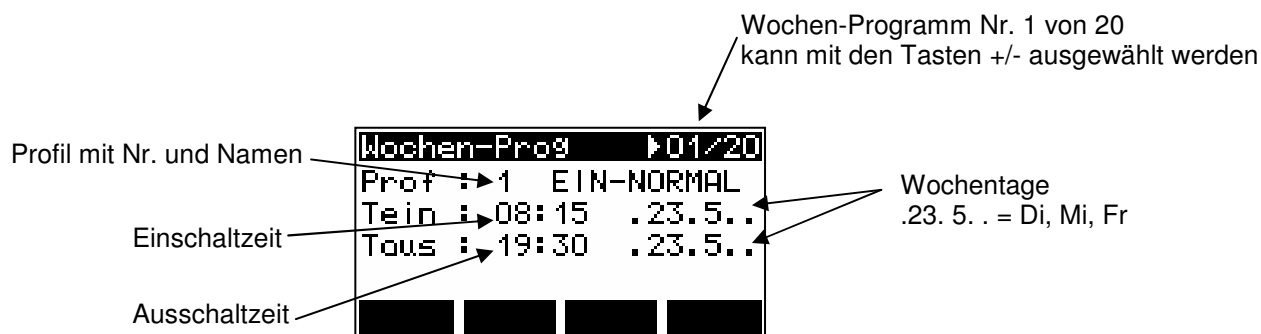 Wochen-Programm Nr. 1 von 20
kann mit den Tasten +/- ausgewählt werden
Profil mit Nr. und Namen
Wochen-Prog 01/20
Prof : 1 EIN-NORMAL
Tein : 08:15 .23.5..
Taus : 19:30 .23.5..
Wochentage
.23. 5. . = Di, Mi, Fr
Einschaltzeit
Ausschaltzeit